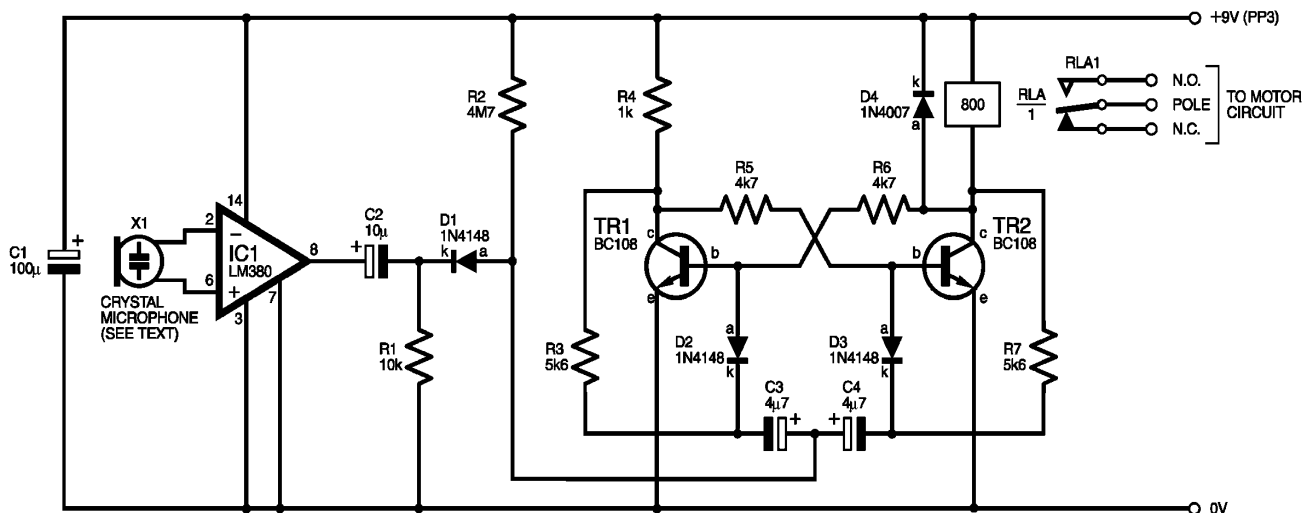 +9V (PP3)
RLA1
N.O.
RLA
1
POLE
N.C.
TO MOTOR
CIRCUIT
R2
4M7
R4
1k
k
D4
1N4007
a
800
R5
4k7
R6
4k7
14
X1
2
−
IC1
LM380
6
+
3
7
8
C1
100µ
+
CRYSTAL
MICROPHONE
(SEE TEXT)
C2
10µ
+
D1
1N4148
k
a
R1
10k
TR1
BC108
c
b
e
TR2
BC108
c
b
e
R3
5k6
D2
1N4148
a
k
D3
1N4148
a
k
R7
5k6
C3
4µ7
+
C4
4µ7
+
0V